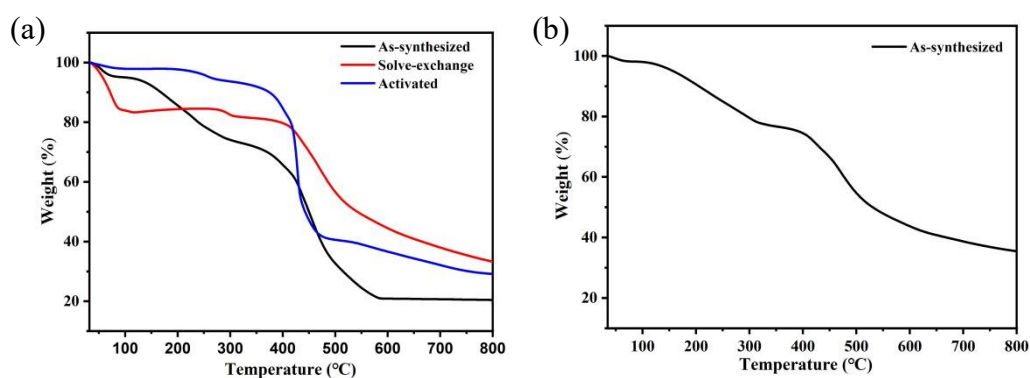 (a)
As-synthesized
Solve-exchange
Activated
Weight (%)
100
80
60
40
20
100 200 300 400 500 600 700 800
Temperature (°C)
(b)
As-synthesized
Weight (%)
100
80
60
40
20
100 200 300 400 500 600 700 800
Temperature (°C)